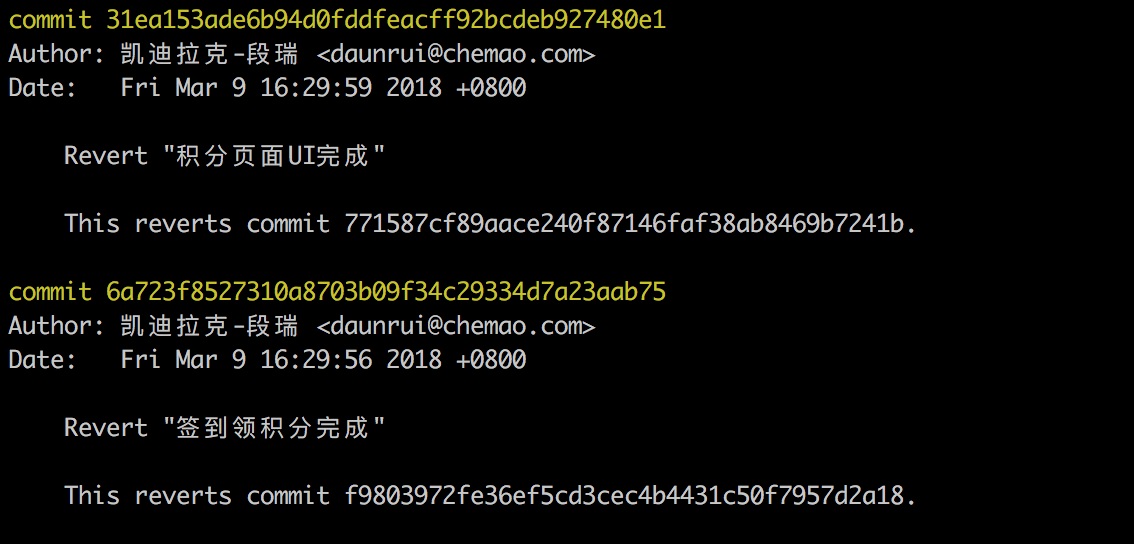 commit 31ea153ade6b94d0fddfeacff92bcdeb927480e1
Author: 凯迪拉克-段瑞 <daunrui@chemao.com>
Date:   Fri Mar 9 16:29:59 2018 +0800
Revert "积分页面UI完成"
This reverts commit 771587cf89aace240f87146faf38ab8469b7241b.
commit 6a723f8527310a8703b09f34c29334d7a23aab75
Author: 凯迪拉克-段瑞 <daunrui@chemao.com>
Date:   Fri Mar 9 16:29:56 2018 +0800
Revert "签到领积分完成"
This reverts commit f9803972fe36ef5cd3cec4b4431c50f7957d2a18.